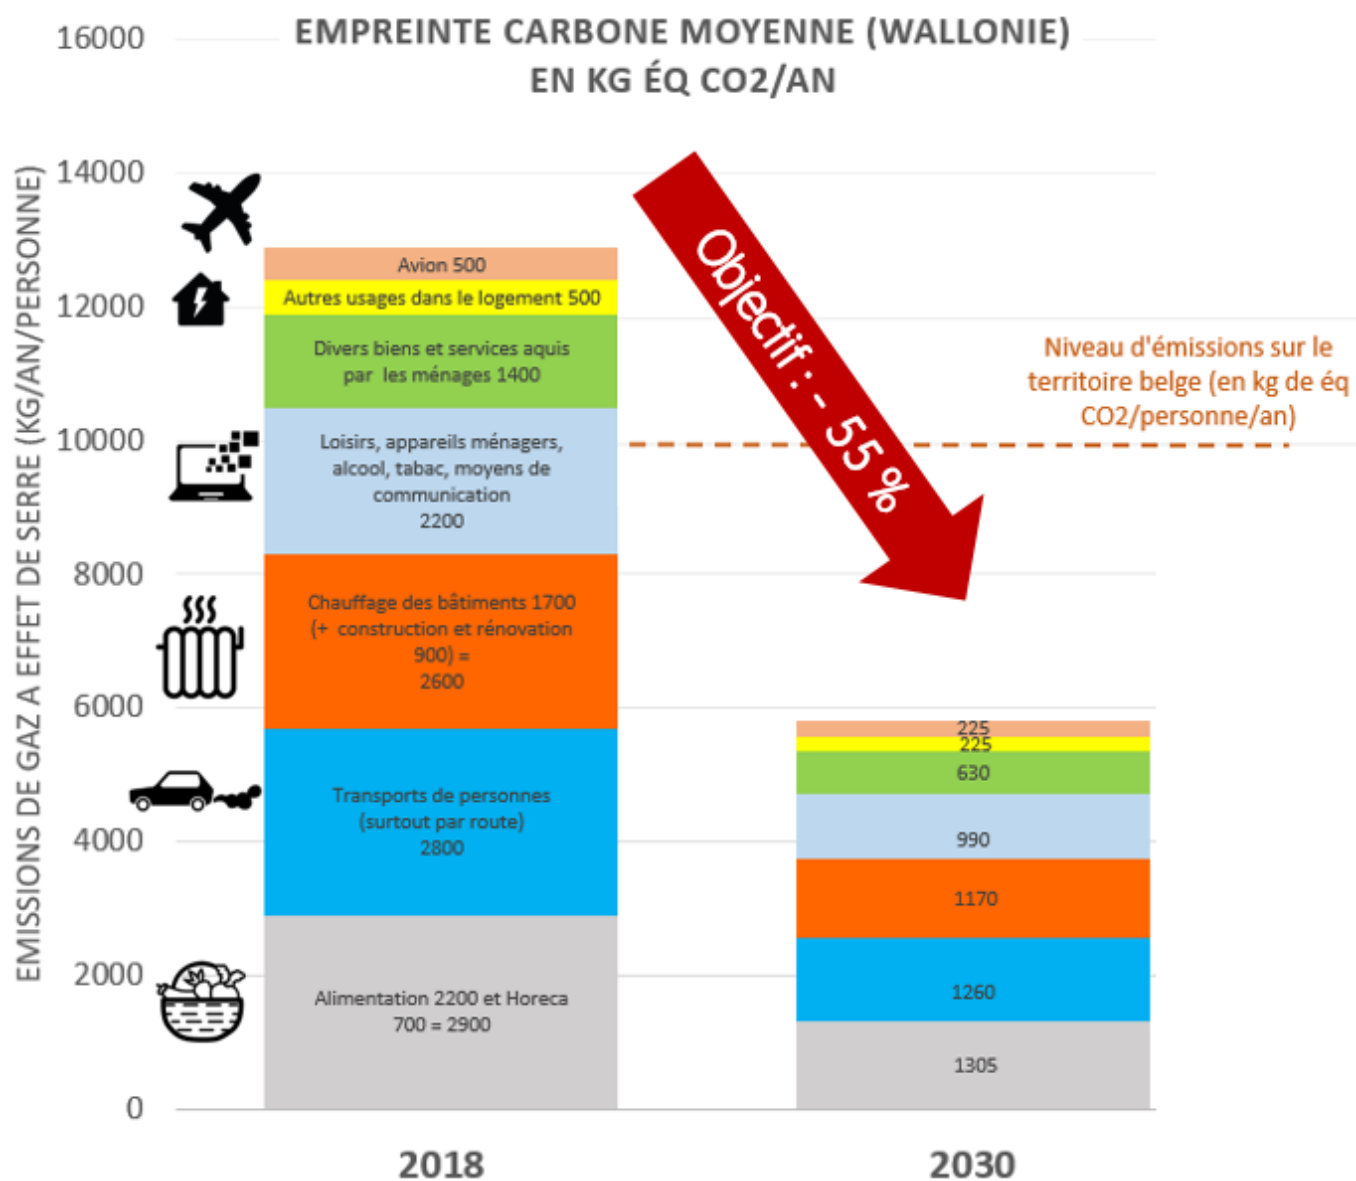 EMPREINTE CARBONE MOYENNE (WALLONIE)
EN KG ÉQ CO2/AN
EMISSIONS DE GAZ A EFFET DE SERRE (KG/AN/PERSONNE)
16000
14000
12000
10000
8000
6000
4000
2000
0
Avion 500
Autres usages dans le logement 500
Divers biens et services aquis
par les ménages 1400
Loisirs, appareils ménagers,
alcool, tabac, moyens de
communication
2200
Chauffage des bâtiments 1700
(+ construction et rénovation
900) =
2600
Transports de personnes
(surtout par route)
2800
Alimentation 2200 et Horeca
700 = 2900
Objectif : - 55 %
Niveau d'émissions sur le
territoire belge (en kg de éq
CO2/personne/an)
225
225
630
990
1170
1260
1305
2018
2030